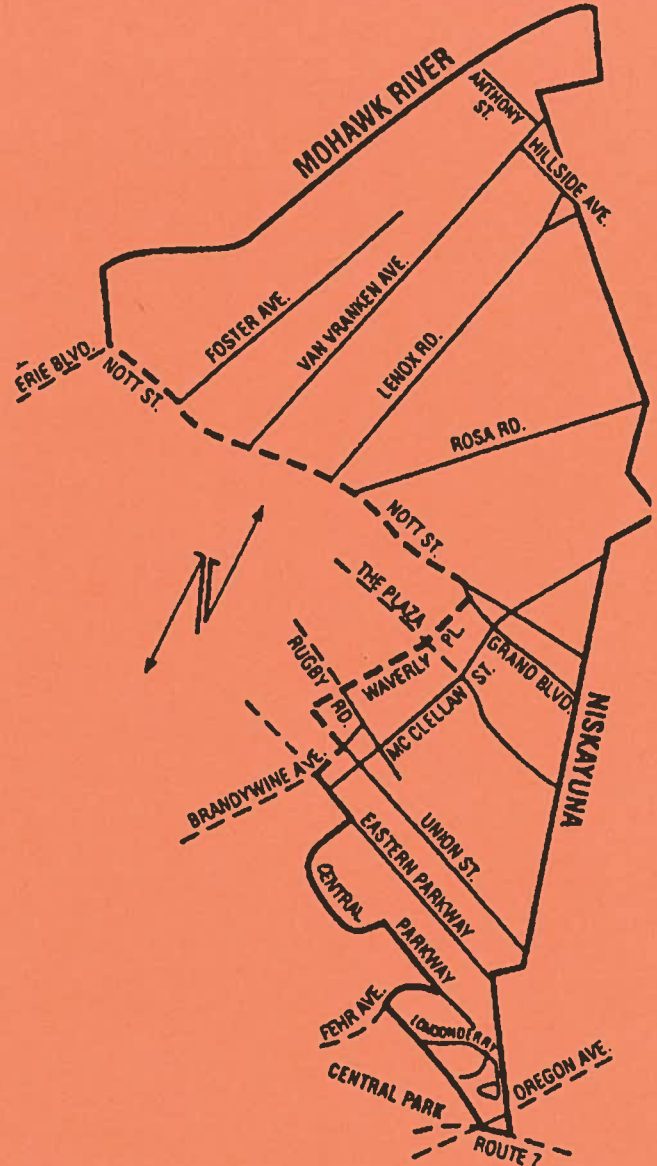 MOHAWK RIVER
ANTHONY
ST.
HILLSIDE AVE.
FOSTER AVE.
VAN VRANKEN AVE.
LENOX RD.
ERIE BLVD.
NOTT ST.
ROSA RD.
NOTT ST.
N
THE PLAZA
WAVERLY PL.
GRAND BLVD.
RUGBY
RD.
MC CLELLAN ST.
NISKAYUNA
BRANDYWINE AVE.
UNION ST.
EASTERN PARKWAY
CENTRAL
PARKWAY
FEHR AVE.
LONDONDERRY
CENTRAL PARK
OREGON AVE.
ROUTE 7